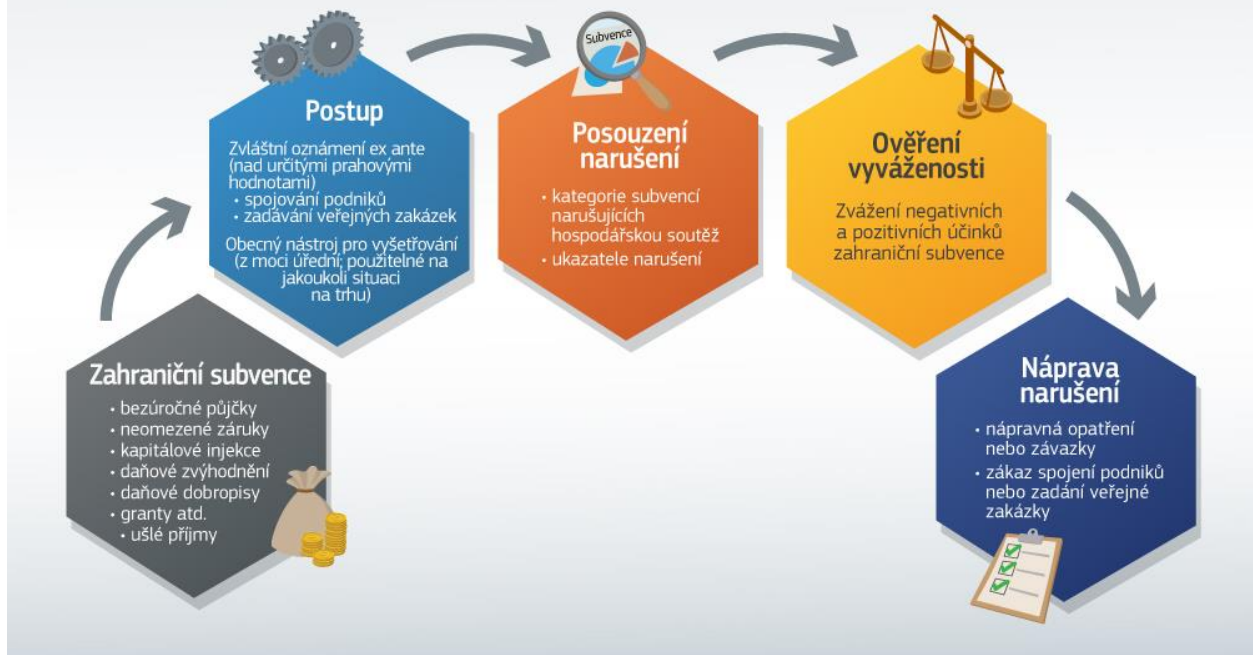 Zahraniční subvence
• bezúročné půjčky
• neomezené záruky
• kapitálové injekce
• daňové zvýhodnění
• daňové dobropisy
• granty atd.
• ušlé příjmy
Postup
Zvláštní oznámení ex ante
(nad určitými prahovými
hodnotami)
• spojování podniků
• zadávání veřejných zakázek
Obecný nástroj pro vyšetřování
(z moci úřední; použitelné na
jakoukoli situaci
na trhu)
Subvence
Posouzení
narušení
• kategorie subvencí
narušujících
hospodářskou soutěž
• ukazatele narušení
Ověření
vyváženosti
Zvážení negativních
a pozitivních účinků
zahraniční subvence
Náprava
narušení
• nápravná opatření
nebo závazky
• zákaz spojení podniků
nebo zadání veřejné
zakázky